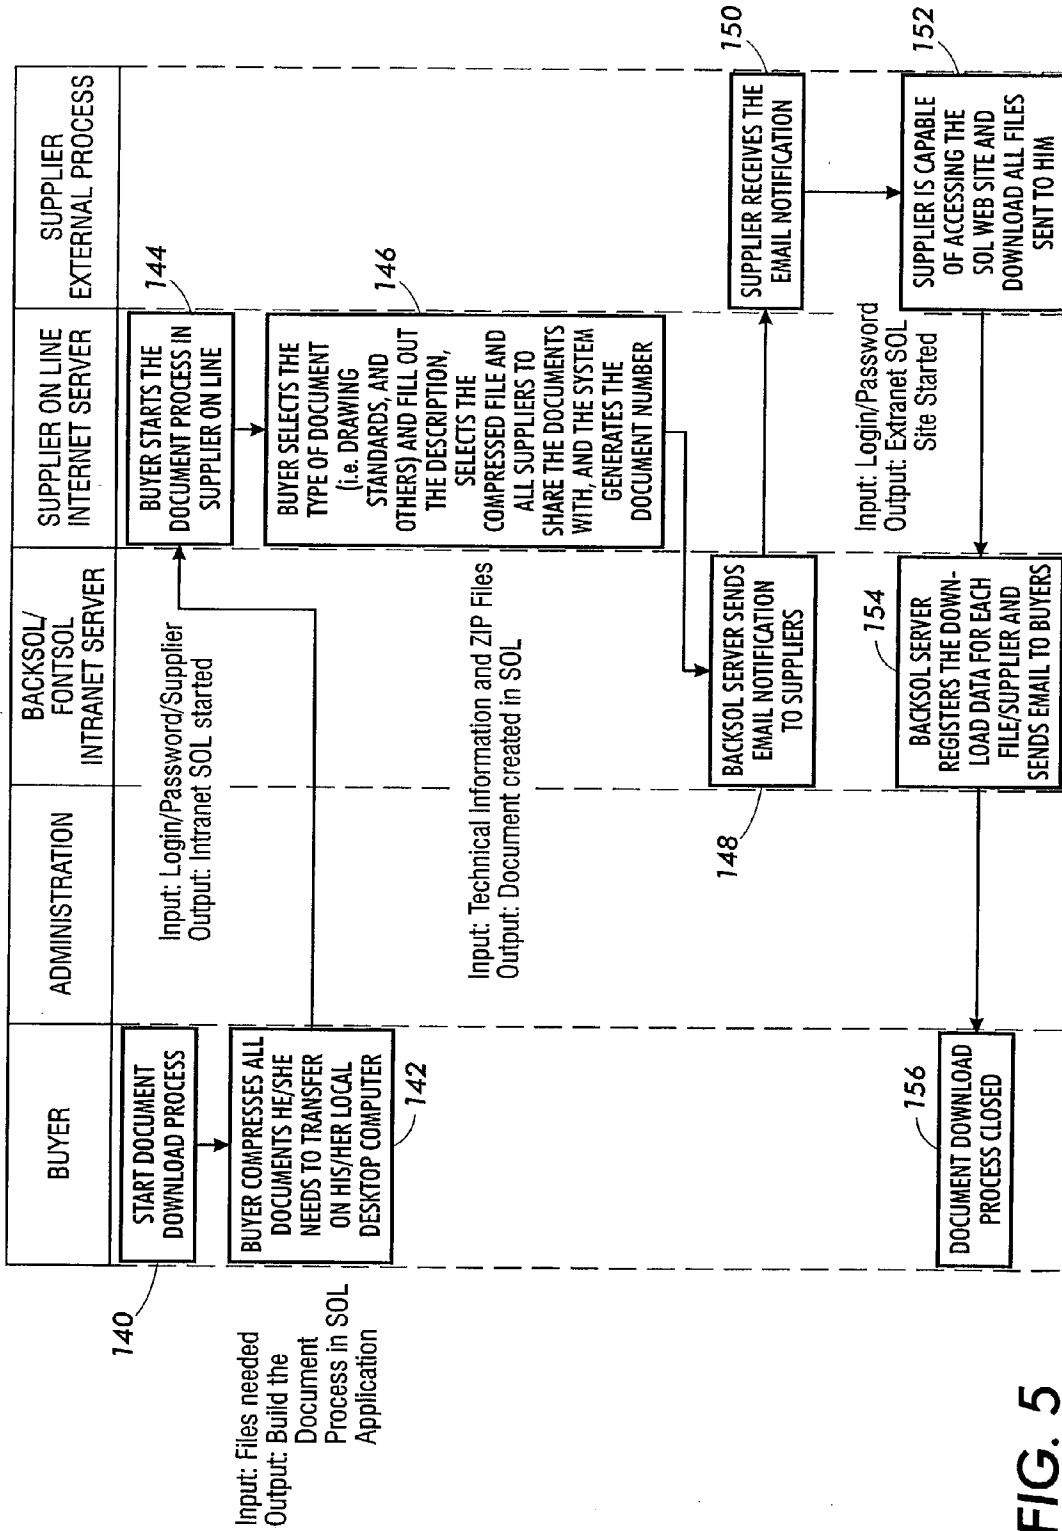 BUYER
ADMINISTRATION
BACKSOL/
FONTSOL
INTRANET SERVER
SUPPLIER ON LINE
INTERNET SERVER
SUPPLIER
EXTERNAL PROCESS
140
START DOCUMENT
DOWNLOAD PROCESS
Input: Files needed
Output: Build the
Document
Process in SOL
Application
BUYER COMPRESSES ALL
DOCUMENTS HE/SHE
NEEDS TO TRANSFER
ON HIS/HER LOCAL
DESKTOP COMPUTER
142
Input: Login/Password/Supplier
Output: Intranet SOL started
144
BUYER STARTS THE
DOCUMENT PROCESS IN
SUPPLIER ON LINE
146
BUYER SELECTS THE
TYPE OF DOCUMENT
(i.e. DRAWING
STANDARDS, AND
OTHERS) AND FILL OUT
THE DESCRIPTION,
SELECTS THE
COMPRESSED FILE AND
ALL SUPPLIERS TO
SHARE THE DOCUMENTS
WITH, AND THE SYSTEM
GENERATES THE
DOCUMENT NUMBER
Input: Technical Information and ZIP Files
Output: Document created in SOL
148
BACKSOL SERVER SENDS
EMAIL NOTIFICATION
TO SUPPLIERS
150
SUPPLIER RECEIVES THE
EMAIL NOTIFICATION
152
SUPPLIER IS CAPABLE
OF ACCESSING THE
SOL WEB SITE AND
DOWNLOAD ALL FILES
SENT TO HIM
Input: Login/Password
Output: Extranet SOL
Site Started
154
BACKSOL SERVER
REGISTERS THE DOWN-
LOAD DATA FOR EACH
FILE/SUPPLIER AND
SENDS EMAIL TO BUYERS
156
DOCUMENT DOWNLOAD
PROCESS CLOSED
FIG. 5